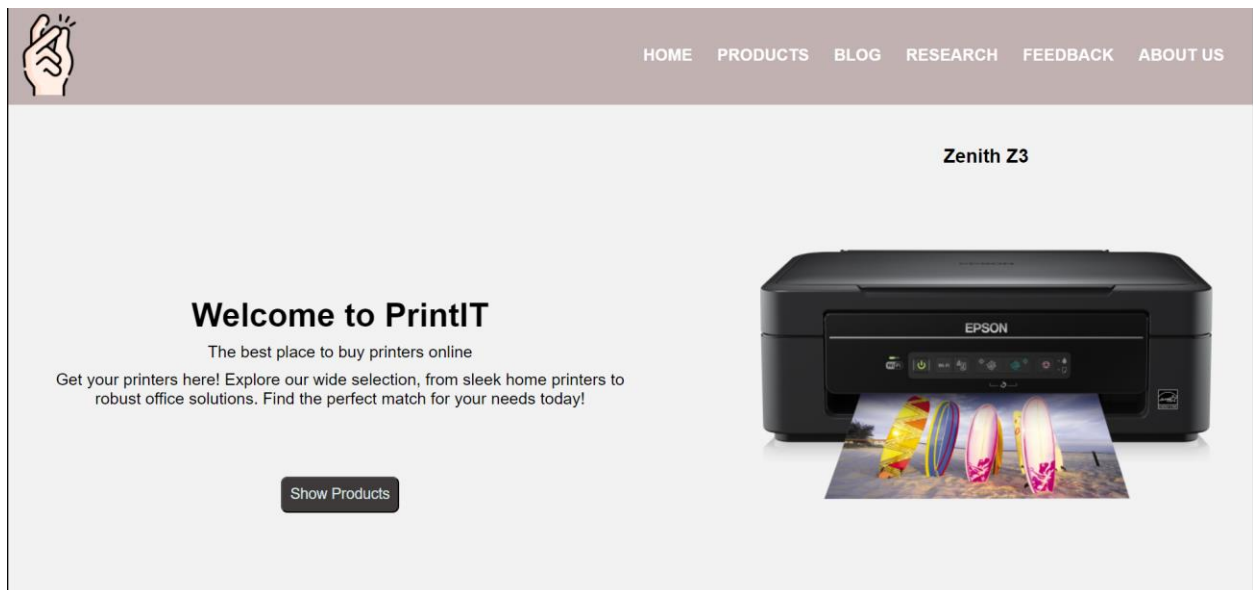 HOME PRODUCTS BLOG RESEARCH FEEDBACK ABOUT US
Zenith Z3
Welcome to PrintIT
The best place to buy printers online
Get your printers here! Explore our wide selection, from sleek home printers to
robust office solutions. Find the perfect match for your needs today!
Show Products
EPSON